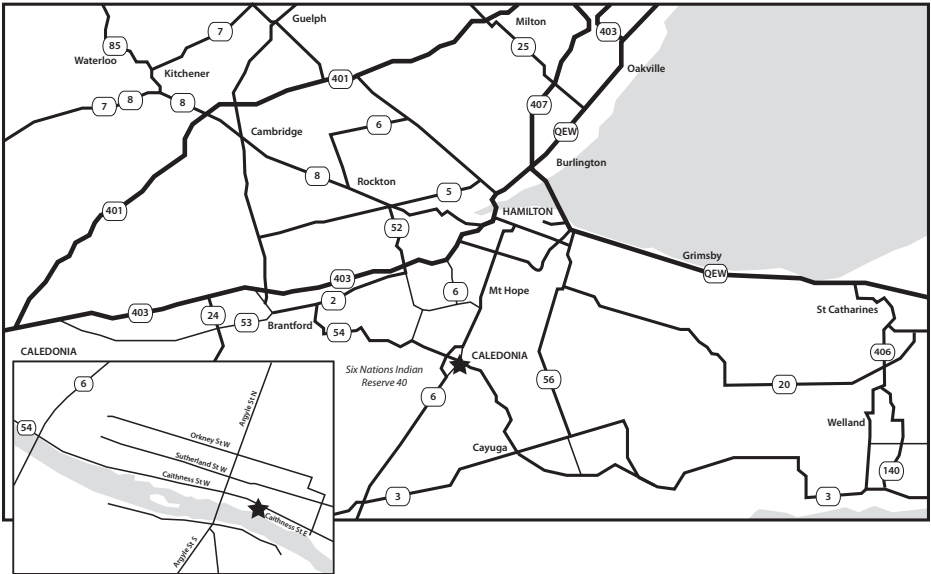 Guelph
Milton
403
7
85
25
Waterloo
Kitchener
401
Oakville
7
8
8
407
6
QEW
Cambridge
Burlington
8
Rockton
5
401
HAMILTON
52
Grimsby
QEW
403
6
Mt Hope
2
403
24
53
Brantford
54
St Catharines
CALEDONIA
406
CALEDONIA
Six Nations Indian
Reserve 40
56
20
6
6
Argyle St N
Welland
54
Orkney St W
Cayuga
Sutherland St W
140
Caithness St W
3
3
Caithness St E
Argyle St S